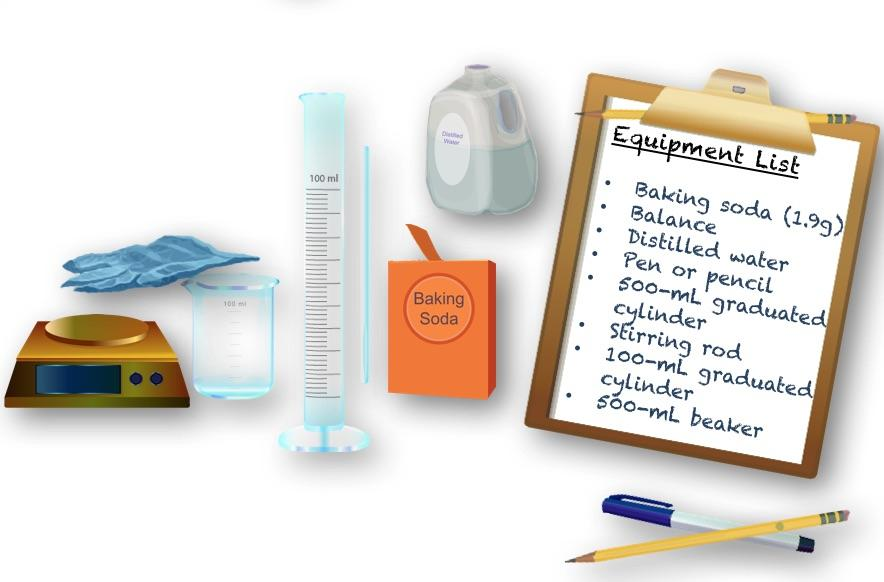 Distilled
Water
100 ml
100 ml
Baking
Soda
Equipment List
• Baking soda (1.9g)
• Balance
• Distilled water
• Pen or pencil
• 500-mL graduated
cylinder
• Stirring rod
• 100-mL graduated
cylinder
• 500-mL beaker